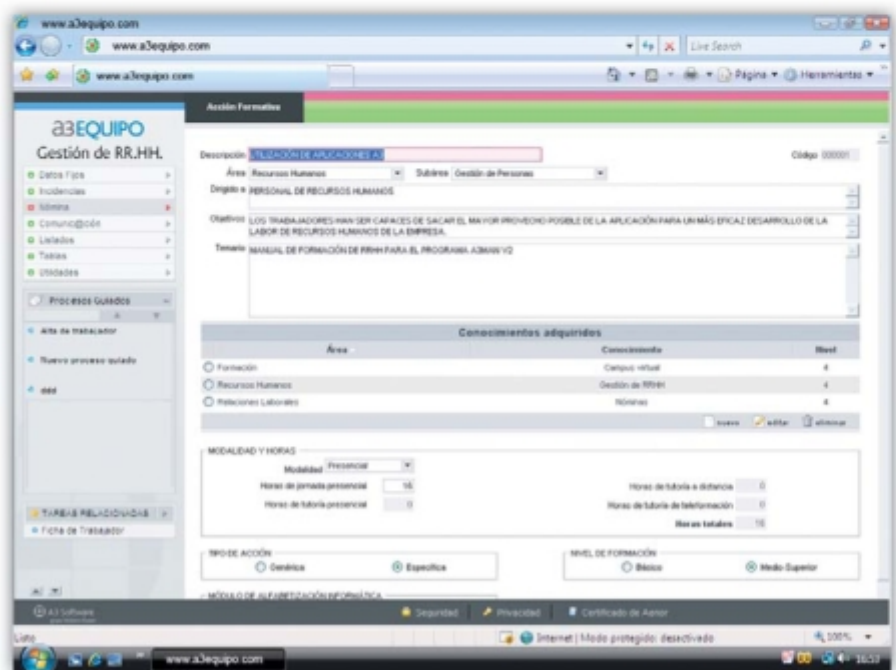 www.a3equipo.com
www.a3equipo.com
Live Search
www.a3equipo.com
Página
Herramientas
Acción Formativa
a3EQUIPO
Gestión de RR.HH.
Datos Fijos
Incidencias
Nómina
Comunic@ción
Listados
Tablas
Utilidades
Procesos Guiados
Alta de trabajador
Nuevo proceso guiado
ddd
TAREAS RELACIONADAS
Ficha de Trabajador
Descripción UTILIZACIÓN DE APLICACIONES A3 Código 000001
Área Recursos Humanos Subárea Gestión de Personas
Dirigido a PERSONAL DE RECURSOS HUMANOS
Objetivos LOS TRABAJADORES HAN SER CAPACES DE SACAR EL MAYOR PROVECHO POSIBLE DE LA APLICACIÓN PARA UN MÁS EFICAZ DESARROLLO DE LA
LABOR DE RECURSOS HUMANOS DE LA EMPRESA.
Temario MANUAL DE FORMACIÓN DE RRHH PARA EL PROGRAMA A3MAN V2
Conocimientos adquiridos
Área Conocimiento Nivel
Formación Campus virtual 4
Recursos Humanos Gestión de RRHH 4
Relaciones Laborales Nóminas 4
nuevo editar eliminar
MODALIDAD Y HORAS
Modalidad Presencial
Horas de jornada presencial 16 Horas de tutoría a distancia 0
Horas de tutoría presencial 0 Horas de tutoría de teleformación 0
Horas totales 16
TIPO DE ACCIÓN NIVEL DE FORMACIÓN
Genérica Específica Básico Medio-Superior
MÓDULO DE ALFABETIZACIÓN INFORMÁTICA
A3 Software
Seguridad Privacidad Certificado de Aenor
Listo Internet | Modo protegido: desactivado 100%
www.a3equipo.com 16:53